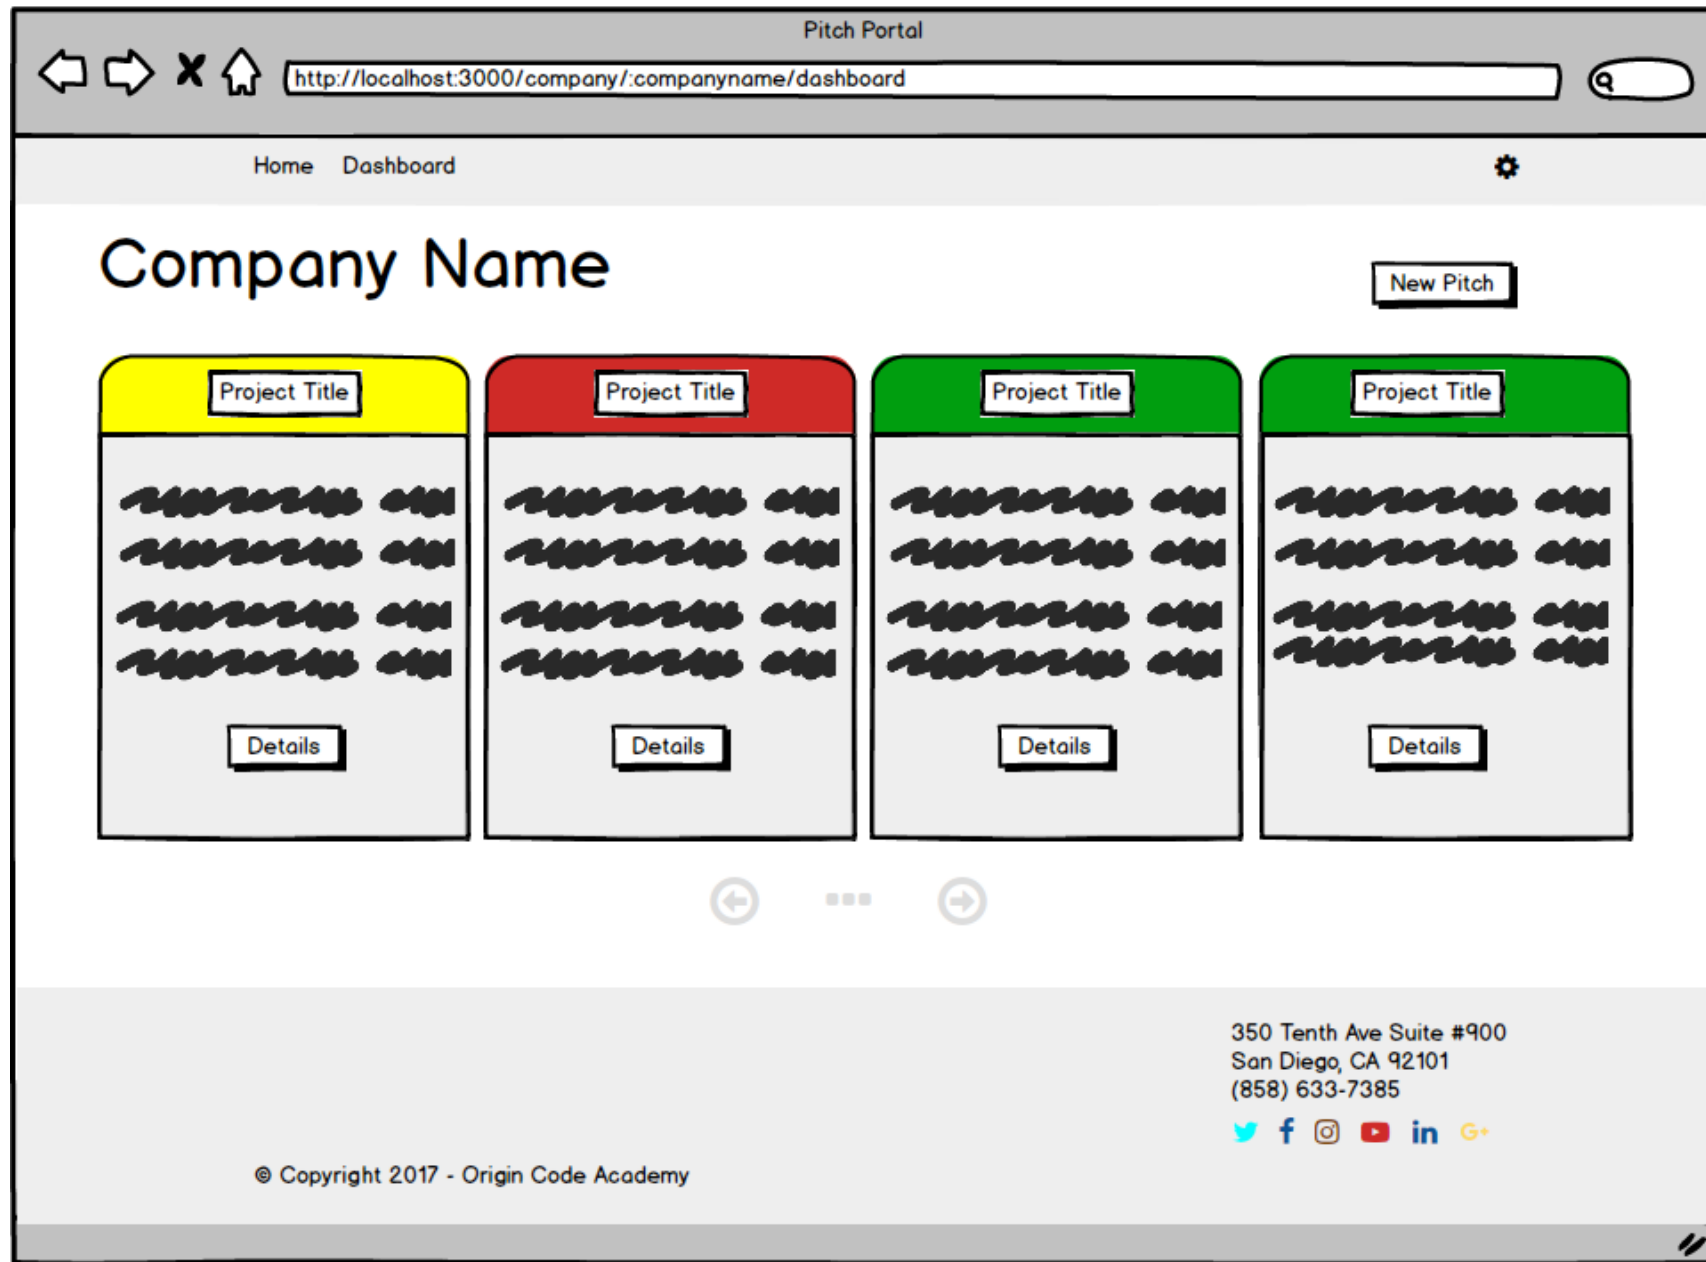 Pitch Portal
http://localhost:3000/company/:companyname/dashboard
Home Dashboard
Company Name
New Pitch
Project Title Project Title Project Title Project Title
Details Details Details Details
350 Tenth Ave Suite #900
San Diego, CA 92101
(858) 633-7385
f in G+
© Copyright 2017 - Origin Code Academy